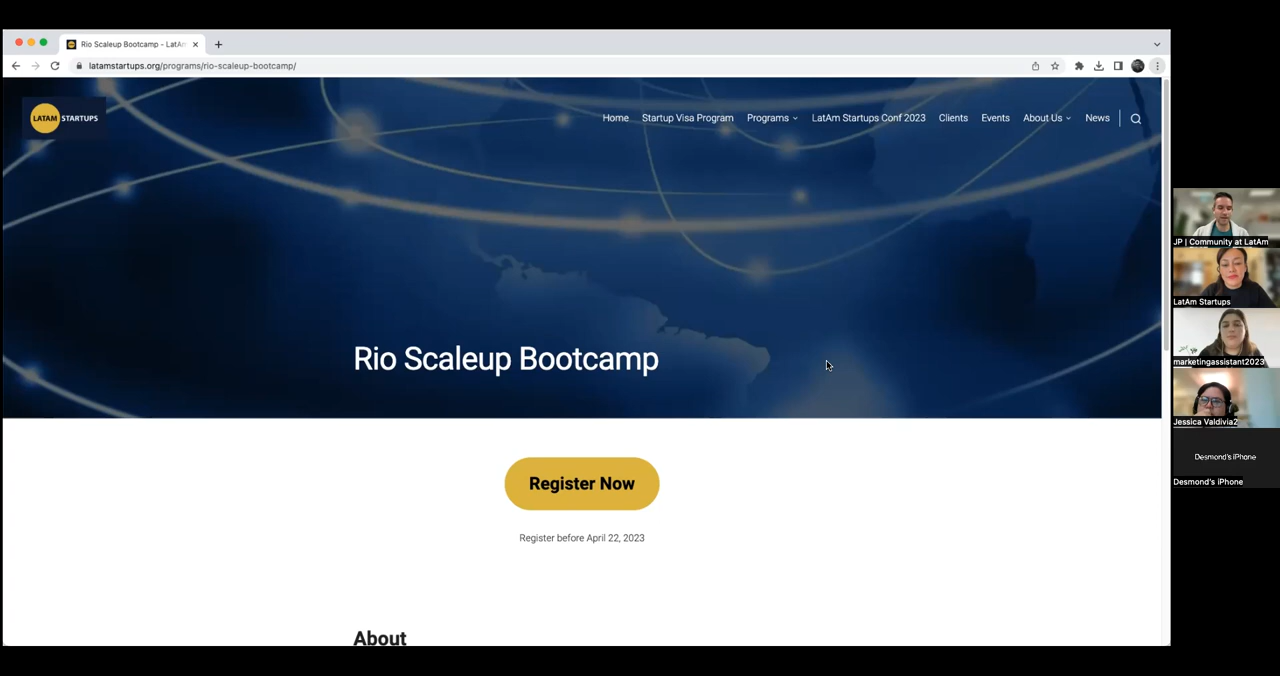 Rio Scaleup Bootcamp - LatAm
latamstartups.org/programs/rio-scaleup-bootcamp/
LATAM STARTUPS
Home Startup Visa Program Programs LatAm Startups Conf 2023 Clients Events About Us News
Rio Scaleup Bootcamp
Register Now
Register before April 22, 2023
About
JP | Community at LatAm
LatAm Startups
marketingassistant2023
Jessica Valdivia2
Desmond's iPhone
Desmond's iPhone